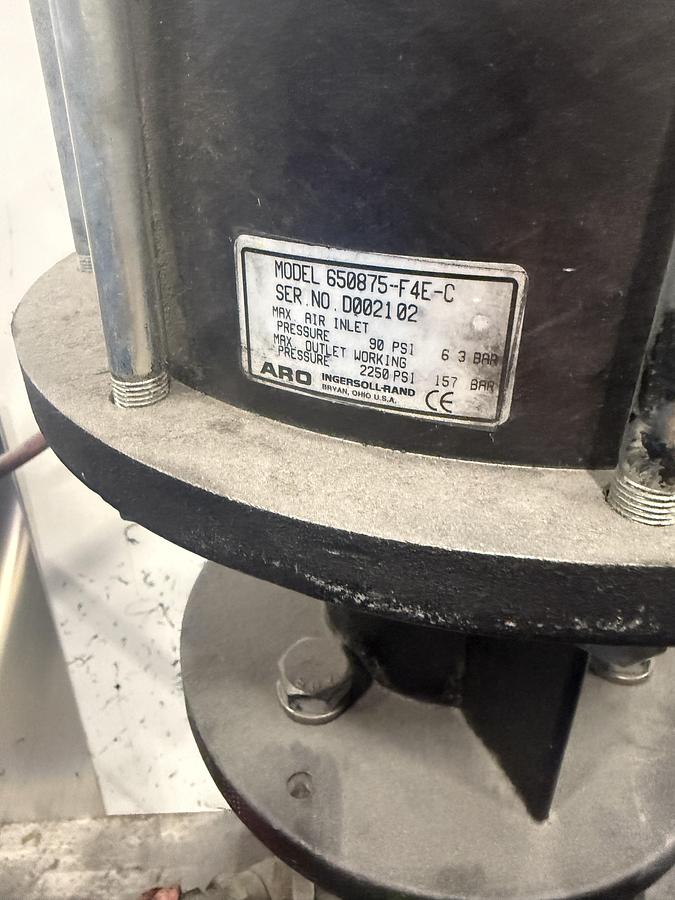 MODEL 650875-F4E-C
SER.NO.D002102
MAX. AIR INLET
PRESSURE 90 PSI 6 3 BAR
MAX. OUTLET WORKING
PRESSURE 2250 PSI 157 BAR
ARO INGERSOLL-RAND CE
BRYAN, OHIO U.S.A.